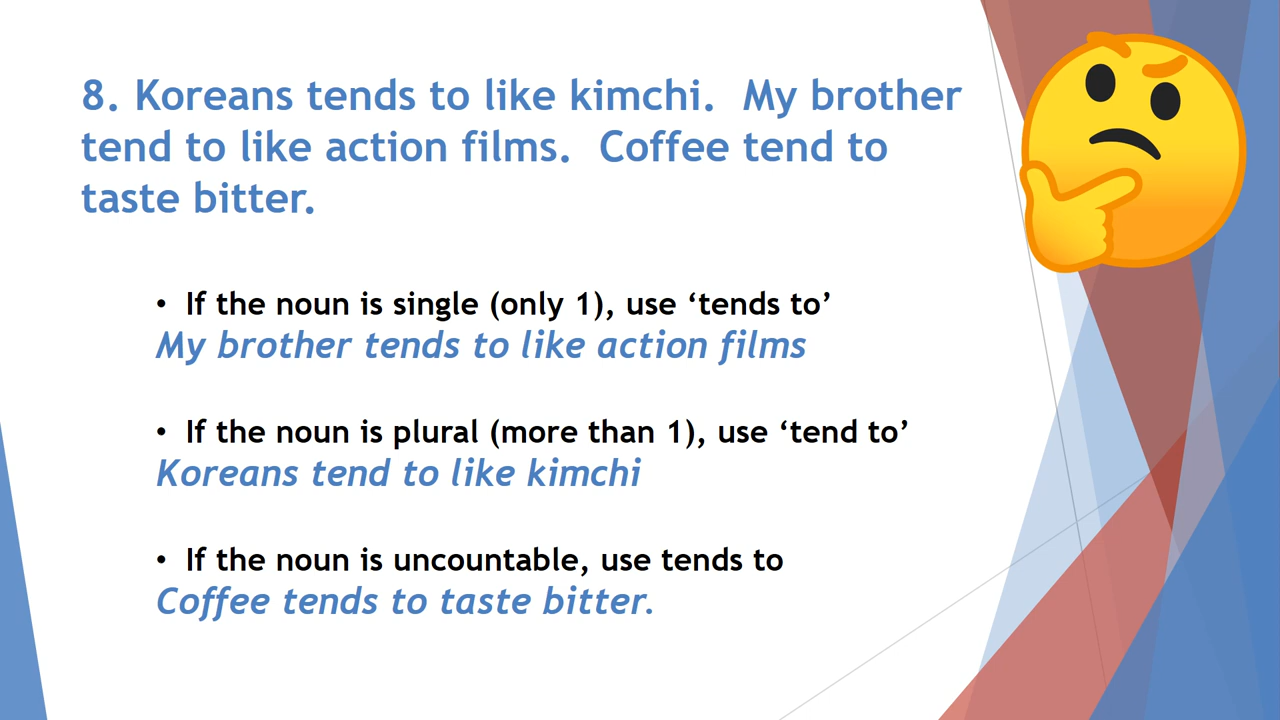 8. Koreans tends to like kimchi.  My brother
tend to like action films.  Coffee tend to
taste bitter.
• If the noun is single (only 1), use ‘tends to’
My brother tends to like action films
• If the noun is plural (more than 1), use ‘tend to’
Koreans tend to like kimchi
• If the noun is uncountable, use tends to
Coffee tends to taste bitter.